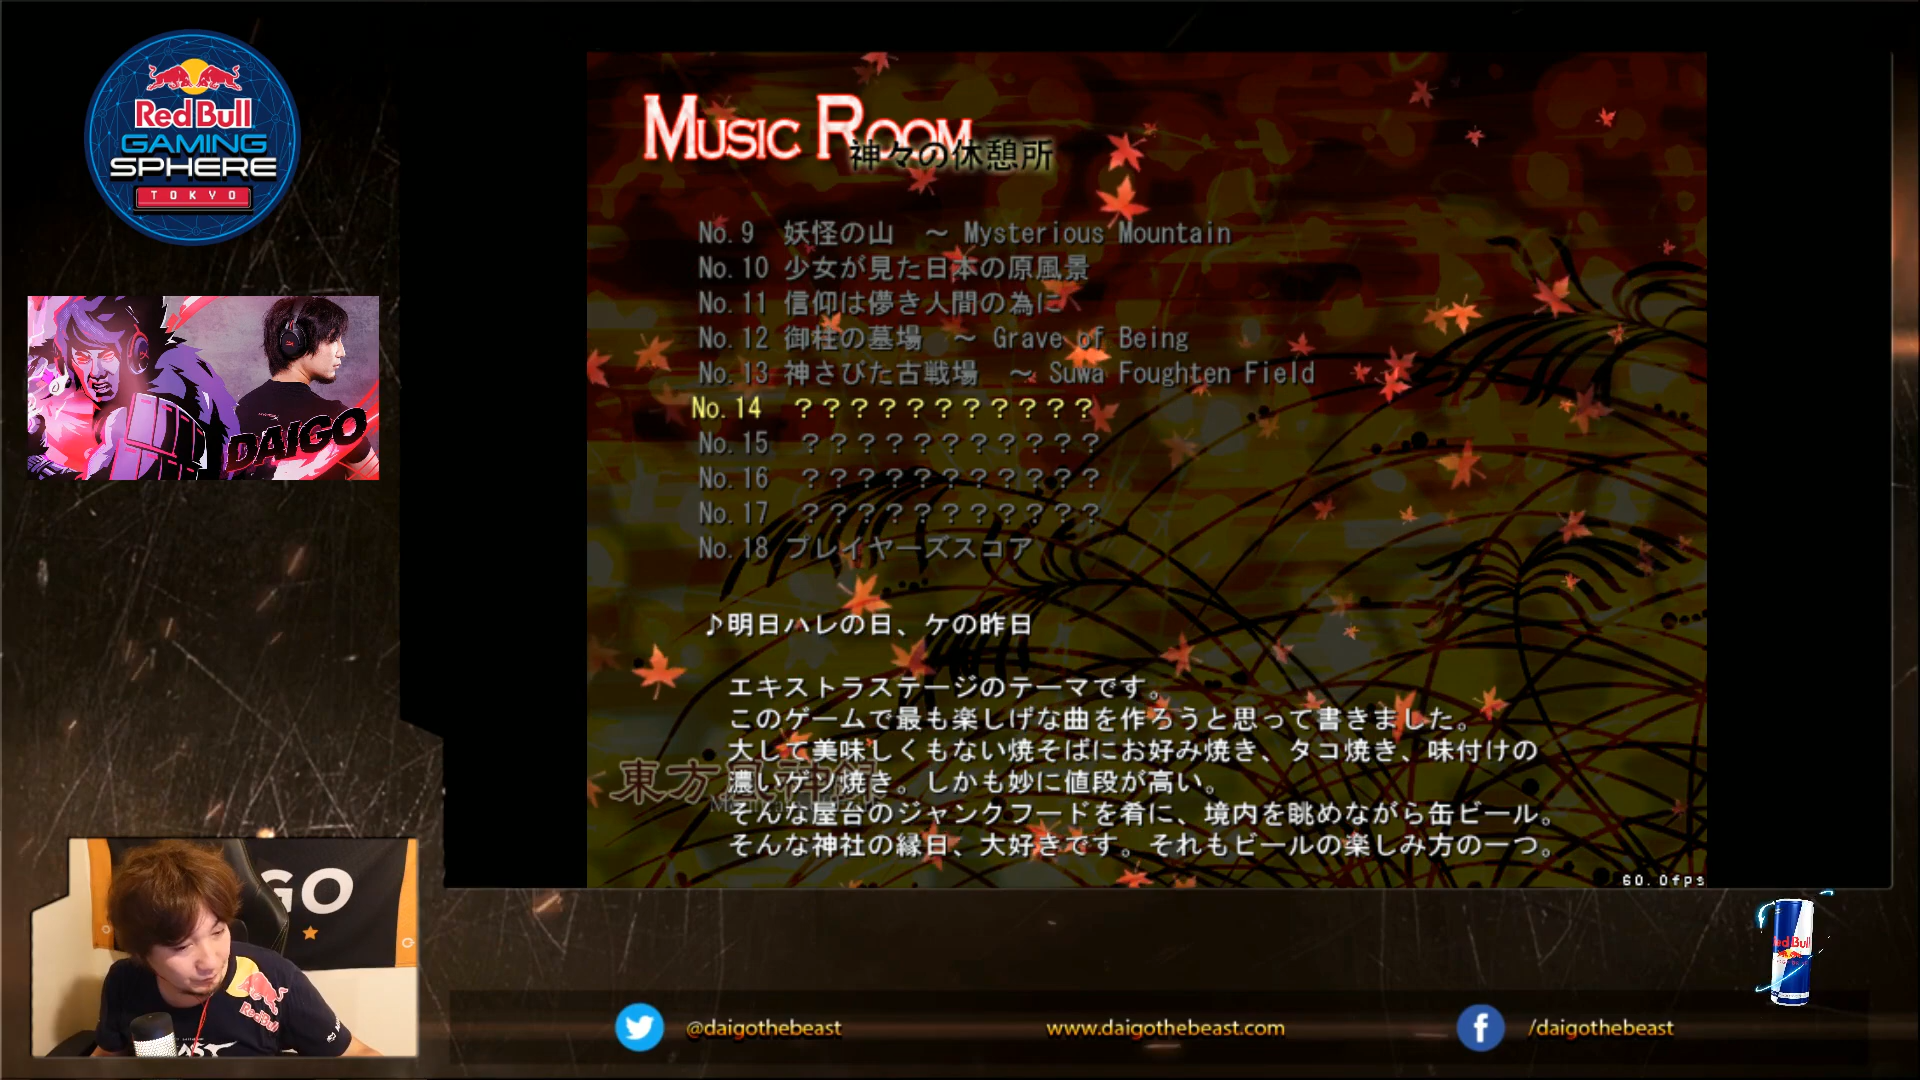 Red Bull
GAMING
SPHERE
TOKYO
DAIGO
MUSIC ROOM
神々の休憩所
No. 9 妖怪の山 ～ Mysterious Mountain
No. 10 少女が見た日本の原風景
No. 11 信仰は儚き人間の為に
No. 12 御柱の墓場 ～ Grave of Being
No. 13 神さびた古戦場 ～ Suwa Foughten Field
No. 14 ？？？？？？？？？？？
No. 15 ？？？？？？？？？？？
No. 16 ？？？？？？？？？？？
No. 17 ？？？？？？？？？？？
No. 18 プレイヤーズスコア
♪明日ハレの日、ケの昨日
エキストラステージのテーマです。
このゲームで最も楽しげな曲を作ろうと思って書きました。
大して美味しくもない焼そばにお好み焼き、タコ焼き、味付けの
濃いゲソ焼き。しかも妙に値段が高い。
そんな屋台のジャンクフードを肴に、境内を眺めながら缶ビール。
そんな神社の縁日、大好きです。それもビールの楽しみ方の一つ。
東方風神録
60.0fps
GO
Red Bull
Red Bull
@daigothebeast
www.daigothebeast.com
/daigothebeast